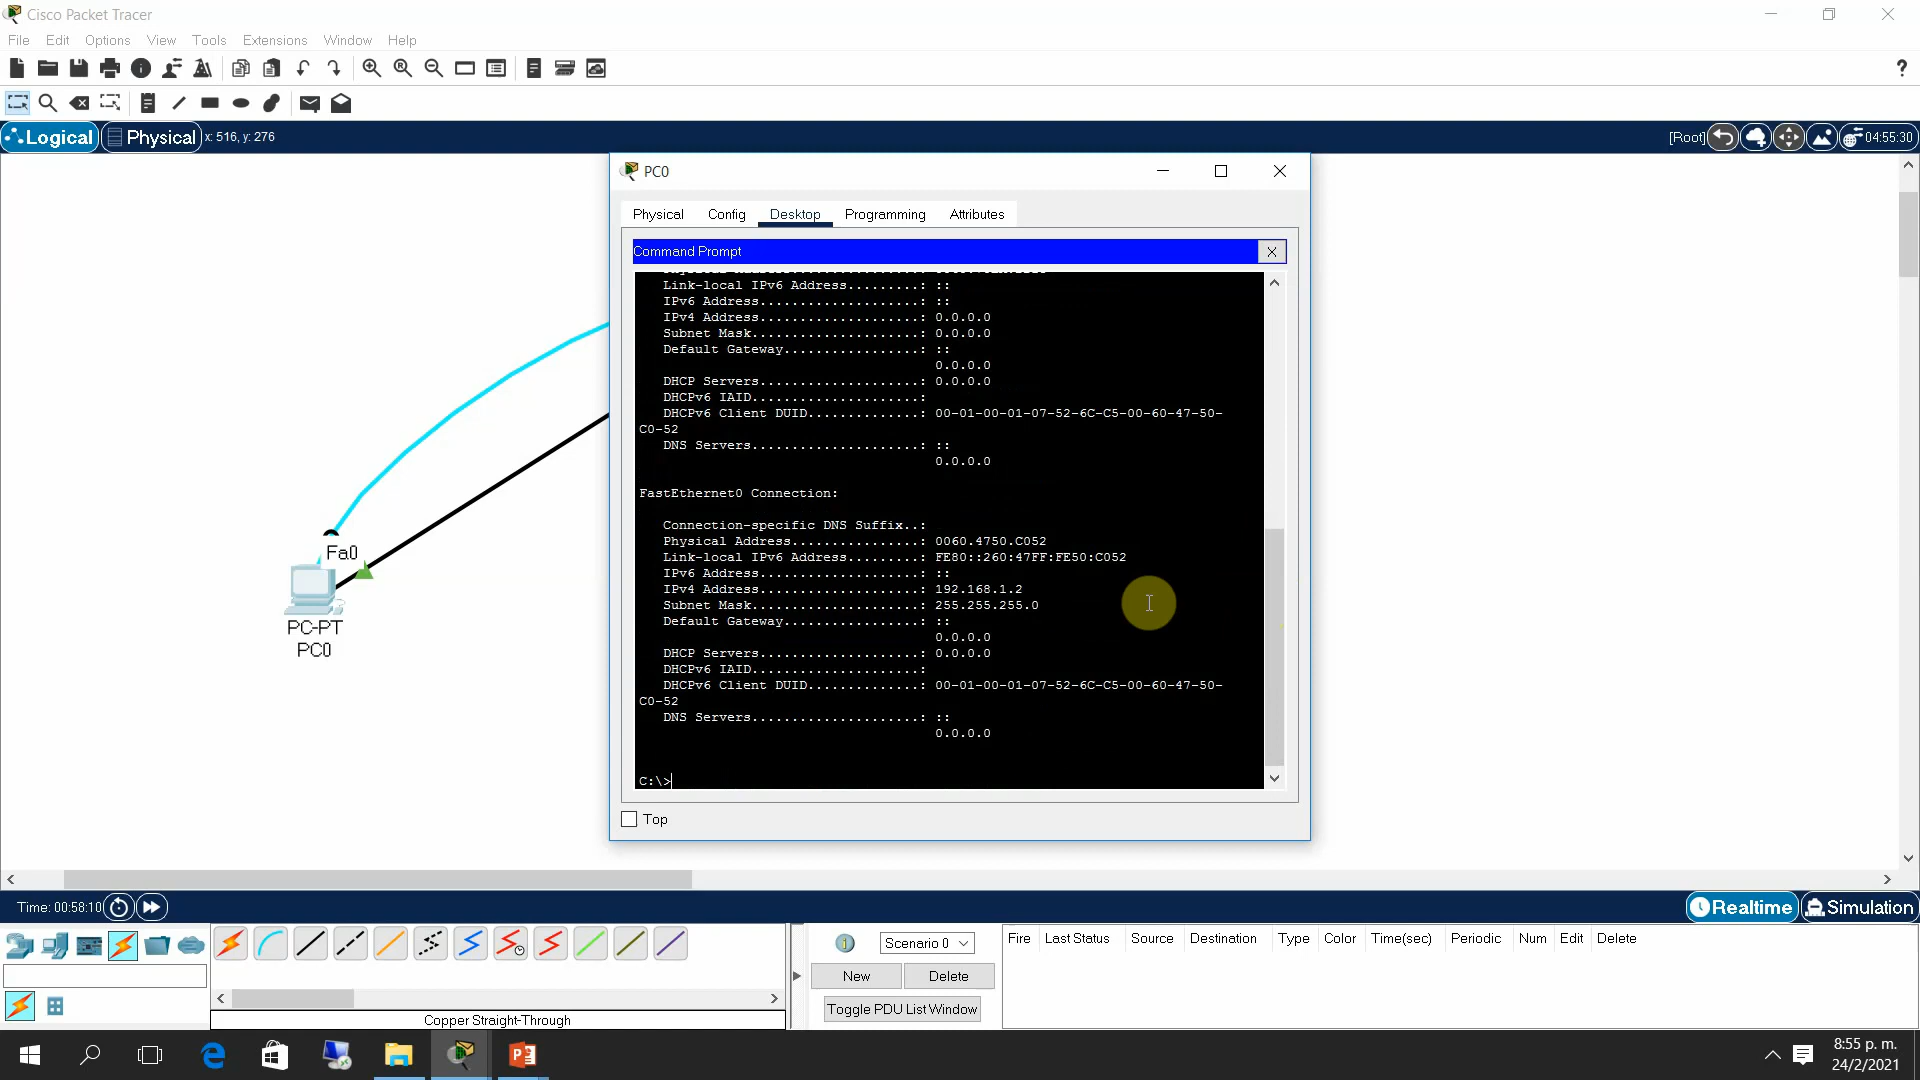 Cisco Packet Tracer
File Edit Options View Tools Extensions Window Help
?
Logical Physical x: 516, y: 276 [Root] 04:55:30
PC0
Physical Config Desktop Programming Attributes
Command Prompt X
Link-local IPv6 Address.........: ::
IPv6 Address....................: ::
IPv4 Address....................: 0.0.0.0
Subnet Mask.....................: 0.0.0.0
Default Gateway.................: ::
0.0.0.0
DHCP Servers....................: 0.0.0.0
DHCPv6 IAID.....................:
DHCPv6 Client DUID..............: 00-01-00-01-07-52-6C-C5-00-60-47-50-
C0-52
DNS Servers.....................: ::
0.0.0.0
FastEthernet0 Connection:
Connection-specific DNS Suffix..:
Physical Address................: 0060.4750.C052
Link-local IPv6 Address.........: FE80::260:47FF:FE50:C052
IPv6 Address....................: ::
IPv4 Address....................: 192.168.1.2
Subnet Mask.....................: 255.255.255.0
Default Gateway.................: ::
0.0.0.0
DHCP Servers....................: 0.0.0.0
DHCPv6 IAID.....................:
DHCPv6 Client DUID..............: 00-01-00-01-07-52-6C-C5-00-60-47-50-
C0-52
DNS Servers.....................: ::
0.0.0.0
C:\>
Top
Fa0
PC-PT
PC0
Time: 00:58:10 Realtime Simulation
Scenario 0
New Delete
Toggle PDU List Window
Fire Last Status Source Destination Type Color Time(sec) Periodic Num Edit Delete
Copper Straight-Through
8:55 p. m.
24/2/2021